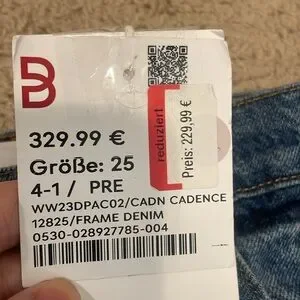 B
329.99 €
Größe: 25
4-1 / PRE
WW23DPAC02/CADN CADENCE
12825/FRAME DENIM
0530-028927785-004
reduziert
Preis: 229,99 €